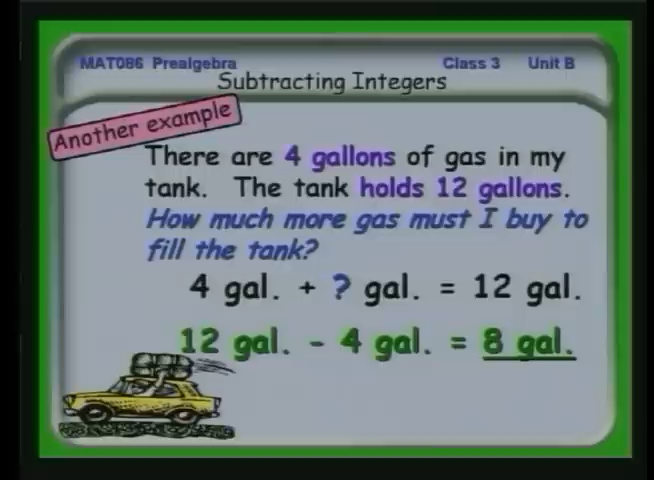 MAT086 Prealgebra Class 3 Unit B
Subtracting Integers
Another example
There are 4 gallons of gas in my
tank. The tank holds 12 gallons.
How much more gas must I buy to
fill the tank?
4 gal. + ? gal. = 12 gal.
12 gal. - 4 gal. = 8 gal.